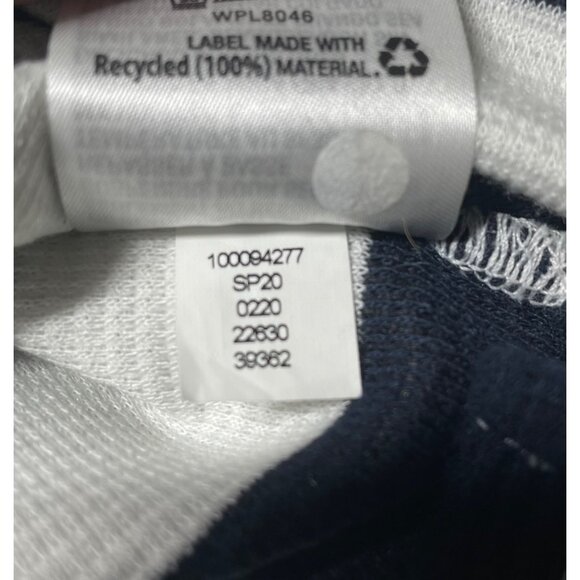 WPL8046
LABEL MADE WITH
Recycled (100%) MATERIAL.
100094277
SP20
0220
22630
39362